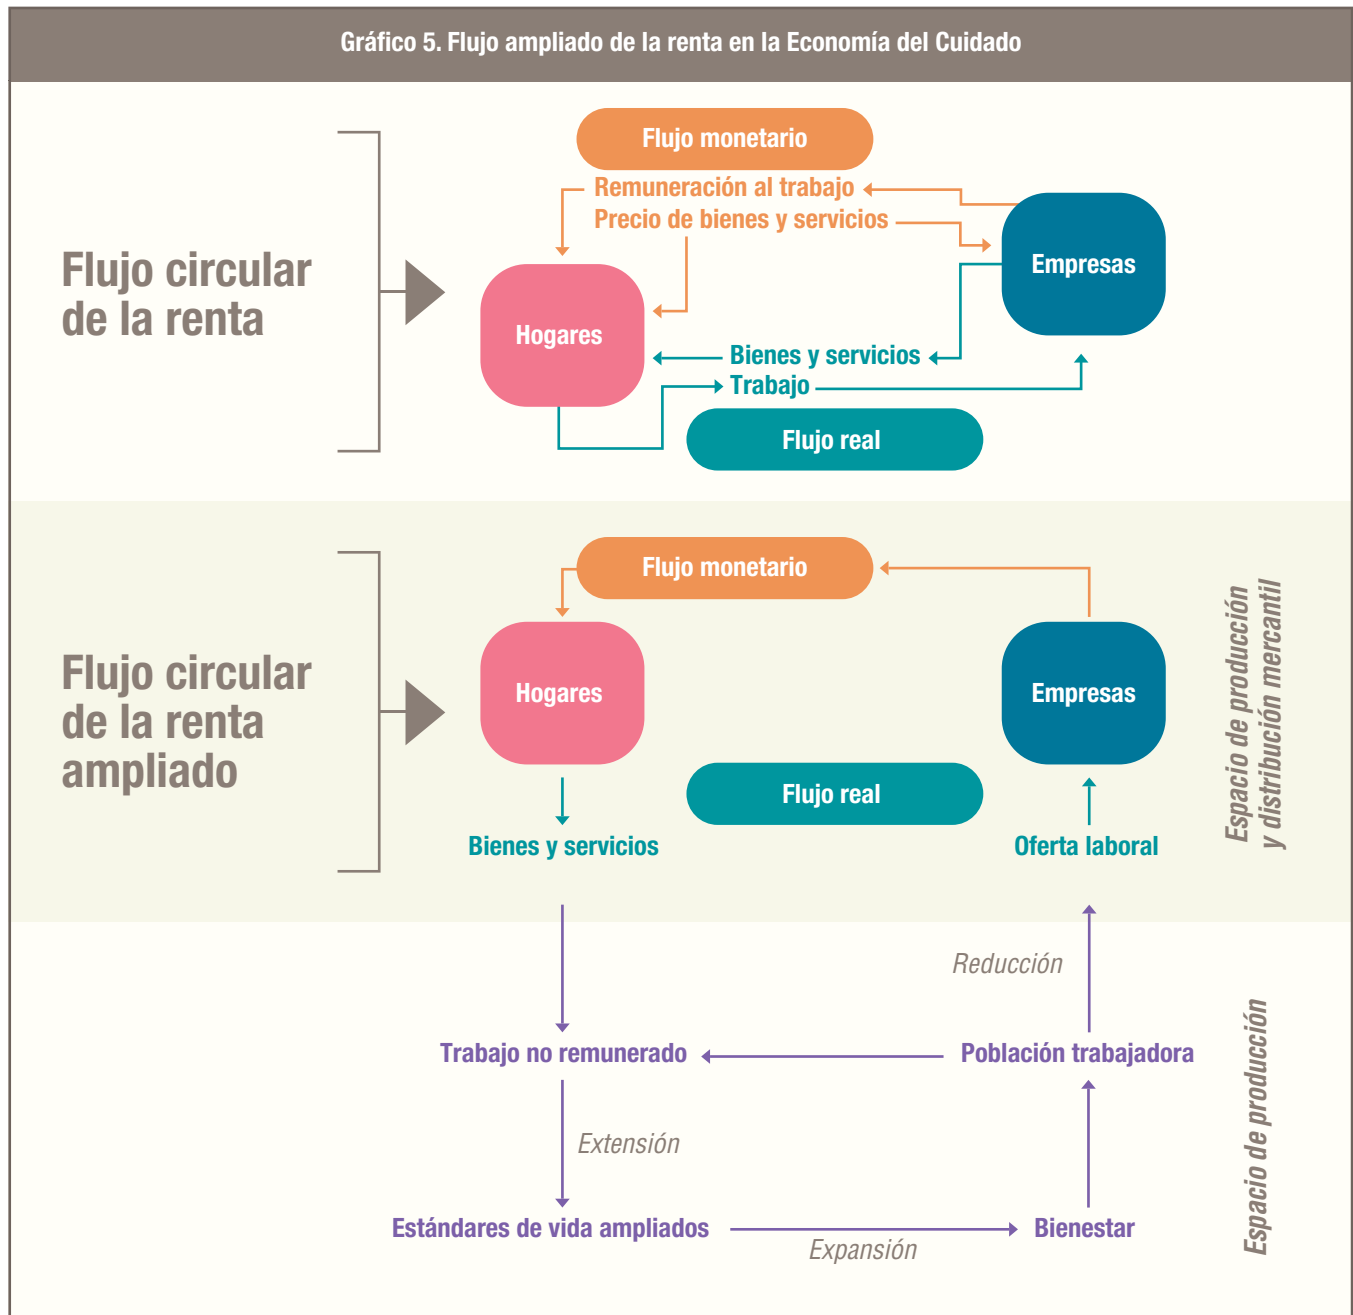 Gráfico 5. Flujo ampliado de la renta en la Economía del Cuidado
Flujo circular
de la renta
Flujo monetario
Remuneración al trabajo
Precio de bienes y servicios
Empresas
Hogares
Bienes y servicios
Trabajo
Flujo real
Flujo circular
de la renta
ampliado
Flujo monetario
Hogares
Empresas
Flujo real
Bienes y servicios
Oferta laboral
Espacio de producción
y distribución mercantil
Reducción
Trabajo no remunerado
Población trabajadora
Extensión
Estándares de vida ampliados
Expansión
Bienestar
Espacio de producción